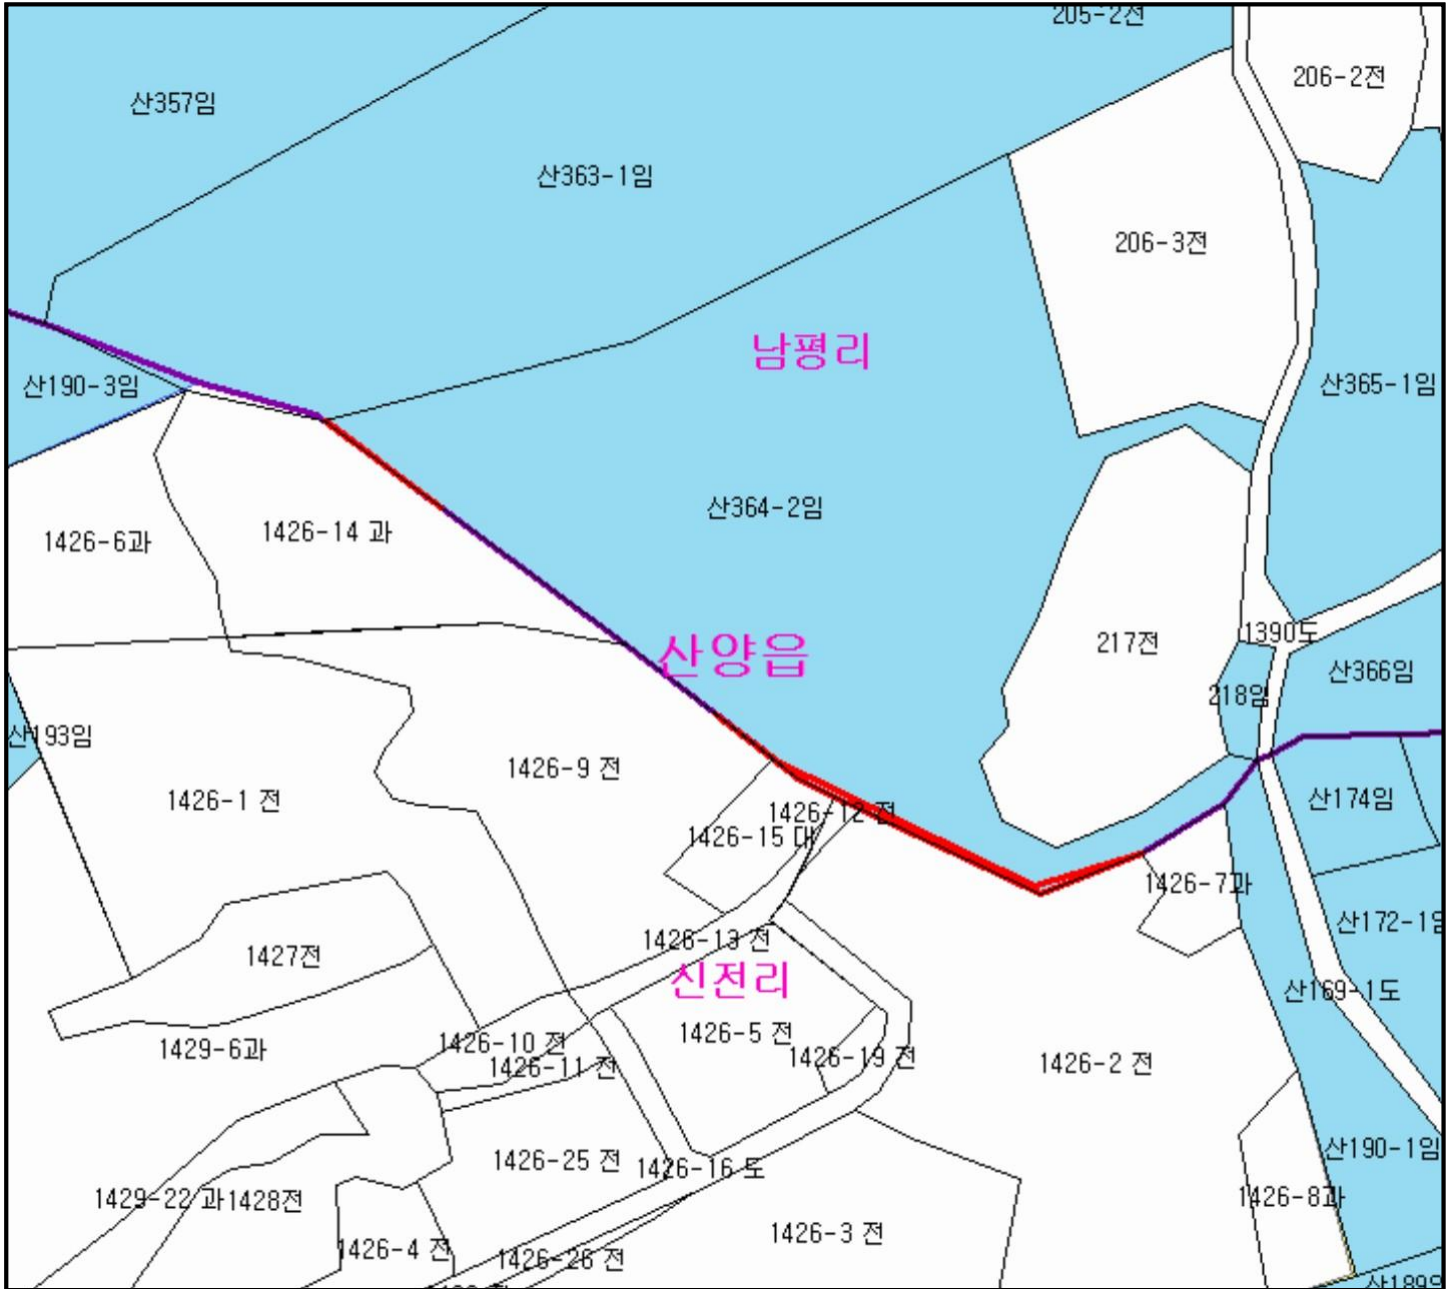 205-2전
206-2전
산357임
산363-1임
206-3전
남평리
산190-3임
산365-1임
산364-2임
1426-6과
1426-14 과
217전
1390도
산양읍
산366임
218임
산193임
1426-9 전
1426-1 전
산174임
1426-12 전
1426-15 대
1426-7과
산172-1임
1426-13 전
1427전
신전리
산169-1도
1426-5 전
1426-10 전
1429-6과
1426-19 전
1426-2 전
1426-11 전
1426-25 전
1426-16 도
산190-1임
1429-22 과
1428전
1426-8과
1426-3 전
1426-4 전
1426-26 전
산189임